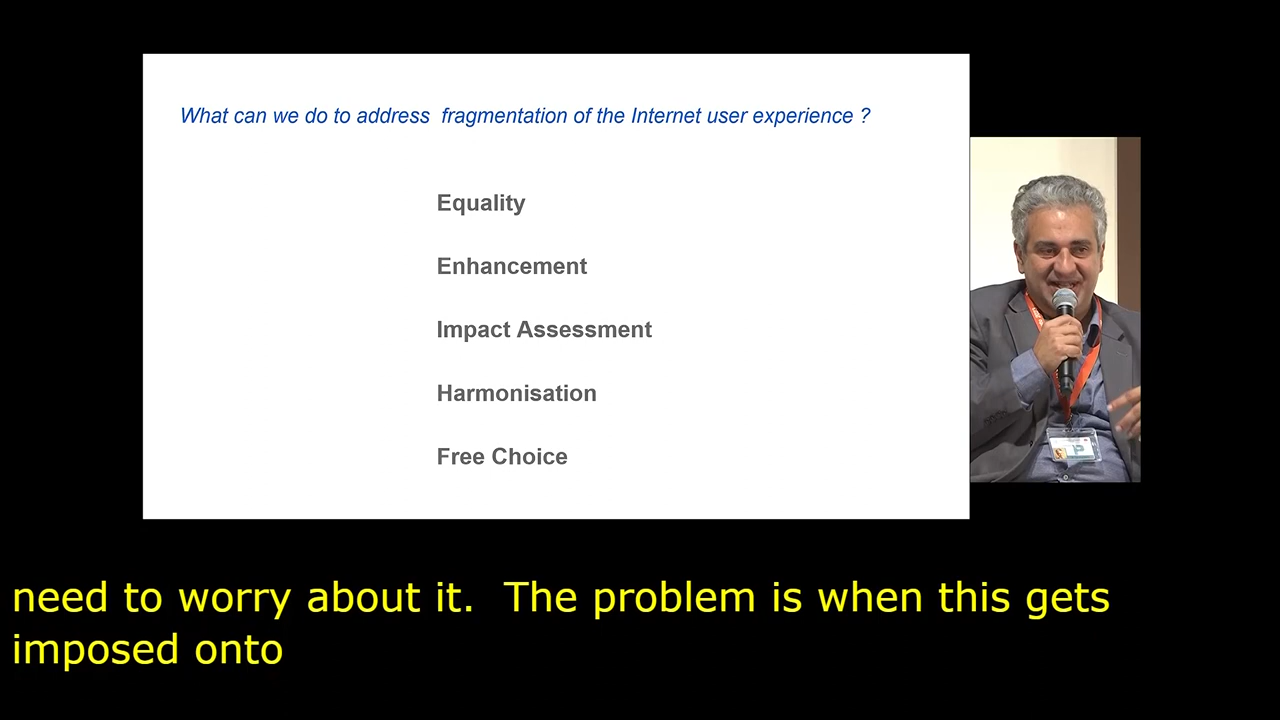 What can we do to address  fragmentation of the Internet user experience ?
Equality
Enhancement
Impact Assessment
Harmonisation
Free Choice
need to worry about it.  The problem is when this gets
imposed onto